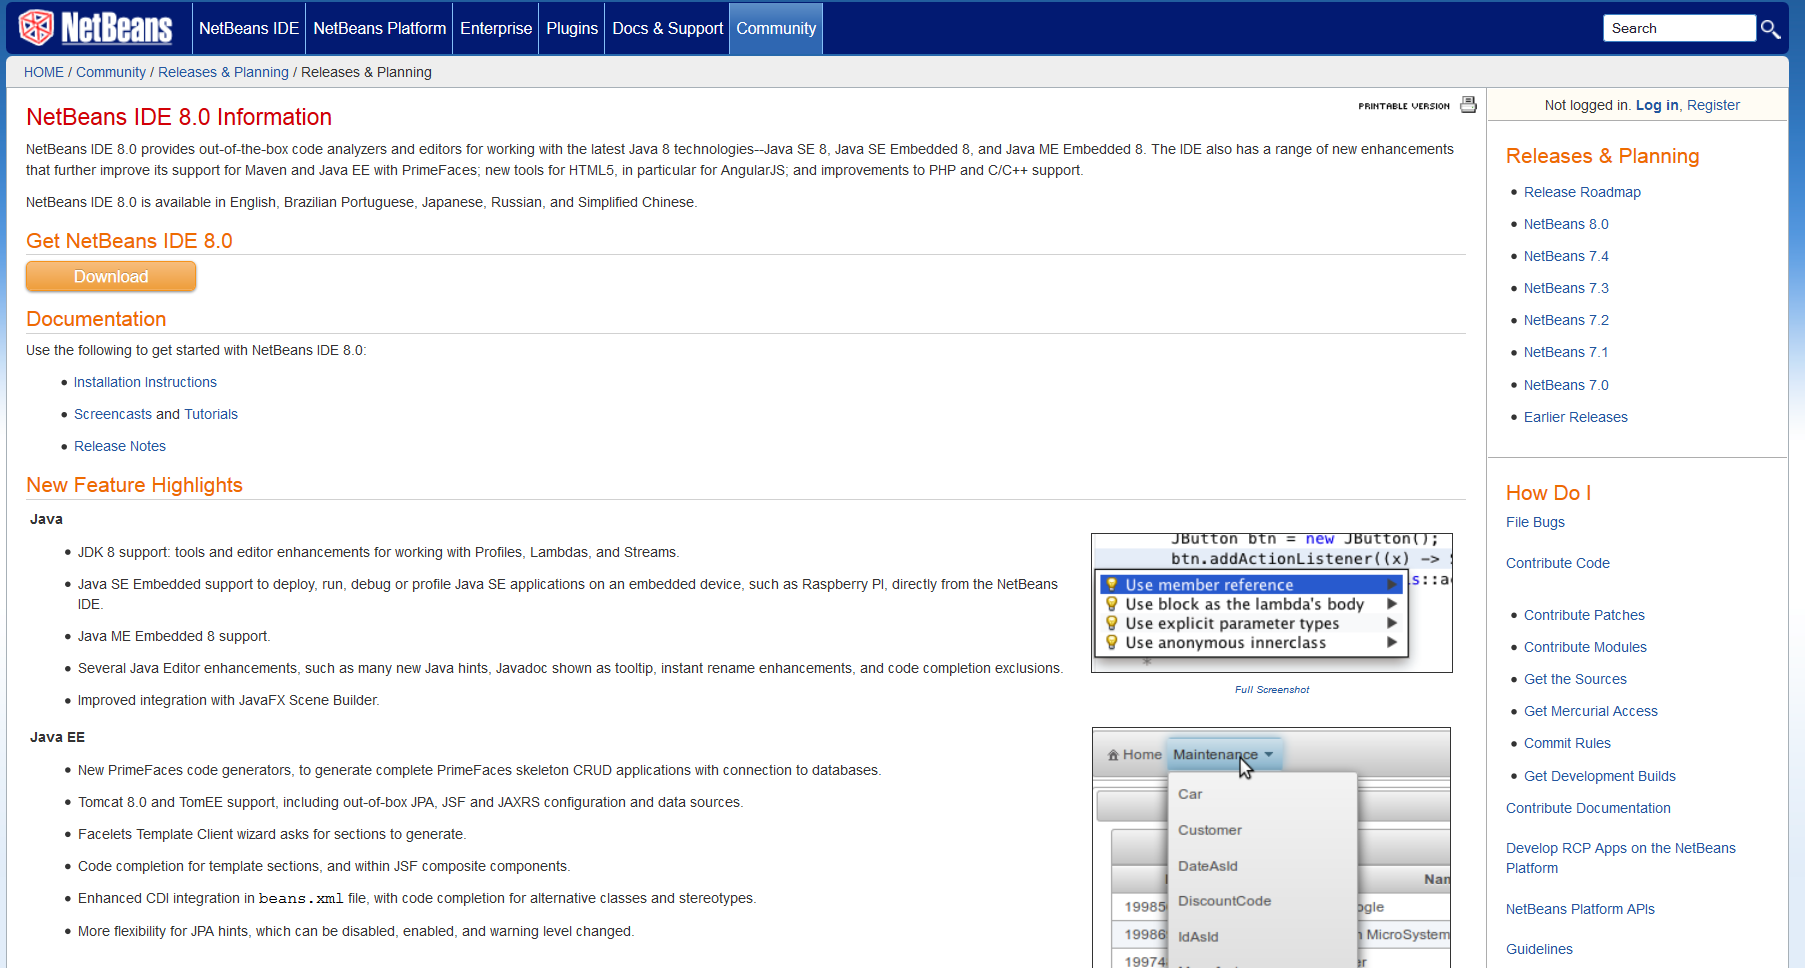 NetBeans
NetBeans IDE
NetBeans Platform
Enterprise
Plugins
Docs & Support
Community
Search
HOME / Community / Releases & Planning / Releases & Planning
PRINTABLE VERSION
NetBeans IDE 8.0 Information
NetBeans IDE 8.0 provides out-of-the-box code analyzers and editors for working with the latest Java 8 technologies--Java SE 8, Java SE Embedded 8, and Java ME Embedded 8. The IDE also has a range of new enhancements
that further improve its support for Maven and Java EE with PrimeFaces; new tools for HTML5, in particular for AngularJS; and improvements to PHP and C/C++ support.
NetBeans IDE 8.0 is available in English, Brazilian Portuguese, Japanese, Russian, and Simplified Chinese.
Get NetBeans IDE 8.0
Download
Documentation
Use the following to get started with NetBeans IDE 8.0:
Installation Instructions
Screencasts and Tutorials
Release Notes
New Feature Highlights
Java
JDK 8 support: tools and editor enhancements for working with Profiles, Lambdas, and Streams.
Java SE Embedded support to deploy, run, debug or profile Java SE applications on an embedded device, such as Raspberry PI, directly from the NetBeans
IDE.
Java ME Embedded 8 support.
Several Java Editor enhancements, such as many new Java hints, Javadoc shown as tooltip, instant rename enhancements, and code completion exclusions.
Improved integration with JavaFX Scene Builder.
JButton btn = new JButton();
btn.addActionListener((x) ->
Use member reference
s::a
Use block as the lambda's body
Use explicit parameter types
Use anonymous innerclass
*
Full Screenshot
Java EE
New PrimeFaces code generators, to generate complete PrimeFaces skeleton CRUD applications with connection to databases.
Tomcat 8.0 and TomEE support, including out-of-box JPA, JSF and JAXRS configuration and data sources.
Facelets Template Client wizard asks for sections to generate.
Code completion for template sections, and within JSF composite components.
Enhanced CDI integration in beans.xml file, with code completion for alternative classes and stereotypes.
More flexibility for JPA hints, which can be disabled, enabled, and warning level changed.
Home
Maintenance
Car
Customer
DateAsId
DiscountCode
IdAsId
Nan
19985
ogle
19986
n MicroSystem
19974
er
Not logged in. Log in, Register
Releases & Planning
Release Roadmap
NetBeans 8.0
NetBeans 7.4
NetBeans 7.3
NetBeans 7.2
NetBeans 7.1
NetBeans 7.0
Earlier Releases
How Do I
File Bugs
Contribute Code
Contribute Patches
Contribute Modules
Get the Sources
Get Mercurial Access
Commit Rules
Get Development Builds
Contribute Documentation
Develop RCP Apps on the NetBeans
Platform
NetBeans Platform APIs
Guidelines